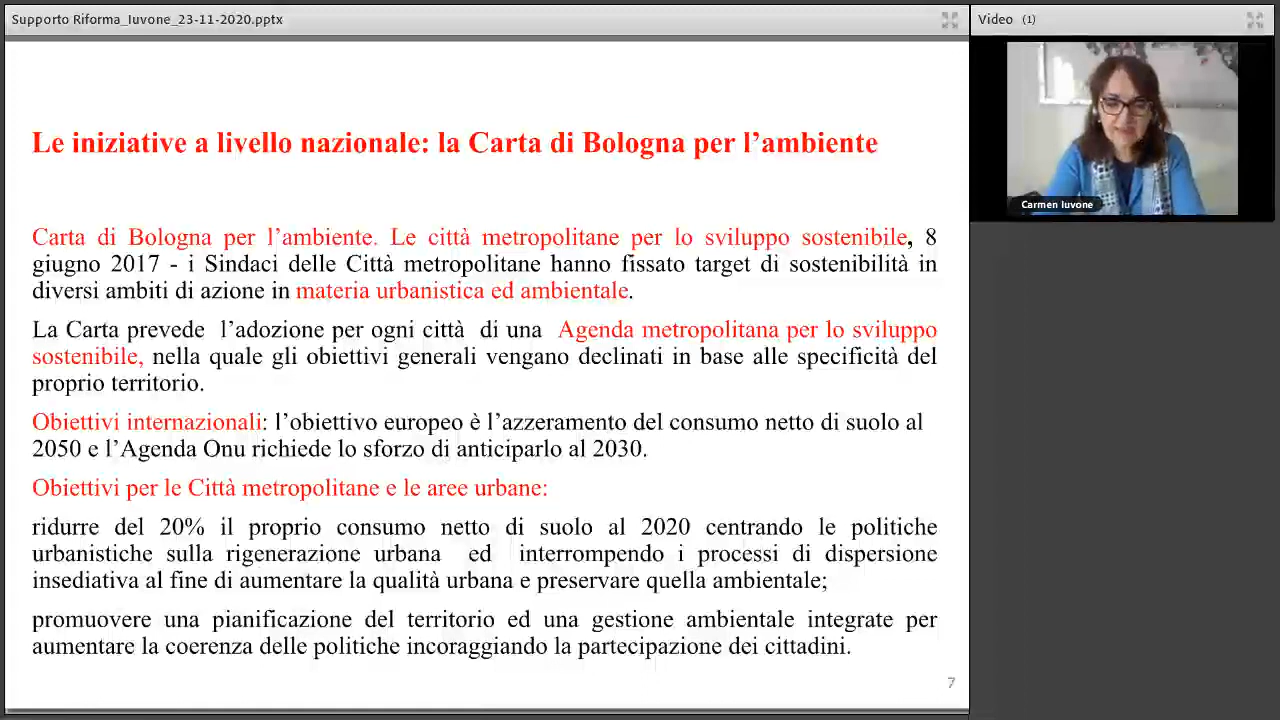 Supporto Riforma_Iuvone_23-11-2020.pptx
Video (1)
Carmen Iuvone
Le iniziative a livello nazionale: la Carta di Bologna per l’ambiente
Carta di Bologna per l’ambiente. Le città metropolitane per lo sviluppo sostenibile, 8
giugno 2017 - i Sindaci delle Città metropolitane hanno fissato target di sostenibilità in
diversi ambiti di azione in materia urbanistica ed ambientale.
La Carta prevede l’adozione per ogni città di una Agenda metropolitana per lo sviluppo
sostenibile, nella quale gli obiettivi generali vengano declinati in base alle specificità del
proprio territorio.
Obiettivi internazionali: l’obiettivo europeo è l’azzeramento del consumo netto di suolo al
2050 e l’Agenda Onu richiede lo sforzo di anticiparlo al 2030.
Obiettivi per le Città metropolitane e le aree urbane:
ridurre del 20% il proprio consumo netto di suolo al 2020 centrando le politiche
urbanistiche sulla rigenerazione urbana ed interrompendo i processi di dispersione
insediativa al fine di aumentare la qualità urbana e preservare quella ambientale;
promuovere una pianificazione del territorio ed una gestione ambientale integrate per
aumentare la coerenza delle politiche incoraggiando la partecipazione dei cittadini.
7